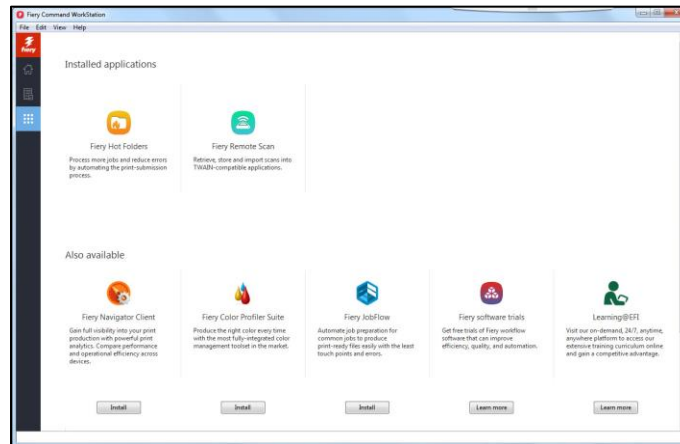 Fiery Command WorkStation
File Edit View Help
fiery
Installed applications
Fiery Hot Folders
Process more jobs and reduce errors
by automating the print-submission
process.
Fiery Remote Scan
Retrieve, store and import scans into
TWAIN-compatible applications.
Also available
Fiery Navigator Client
Gain full visibility into your print
production with powerful print
analytics. Compare performance
and operational efficiency across
devices.
Install
Fiery Color Profiler Suite
Produce the right color every time
with the most fully-integrated color
management toolset in the market.
Install
Fiery JobFlow
Automate job preparation for
common jobs to produce
print-ready files easily with the least
touch points and errors.
Install
Fiery software trials
Get free trials of Fiery workflow
software that can improve
efficiency, quality, and automation.
Learn more
Learning@EFI
Visit our on-demand, 24/7, anytime,
anywhere platform to access our
extensive training curriculum online
and gain a competitive advantage.
Learn more